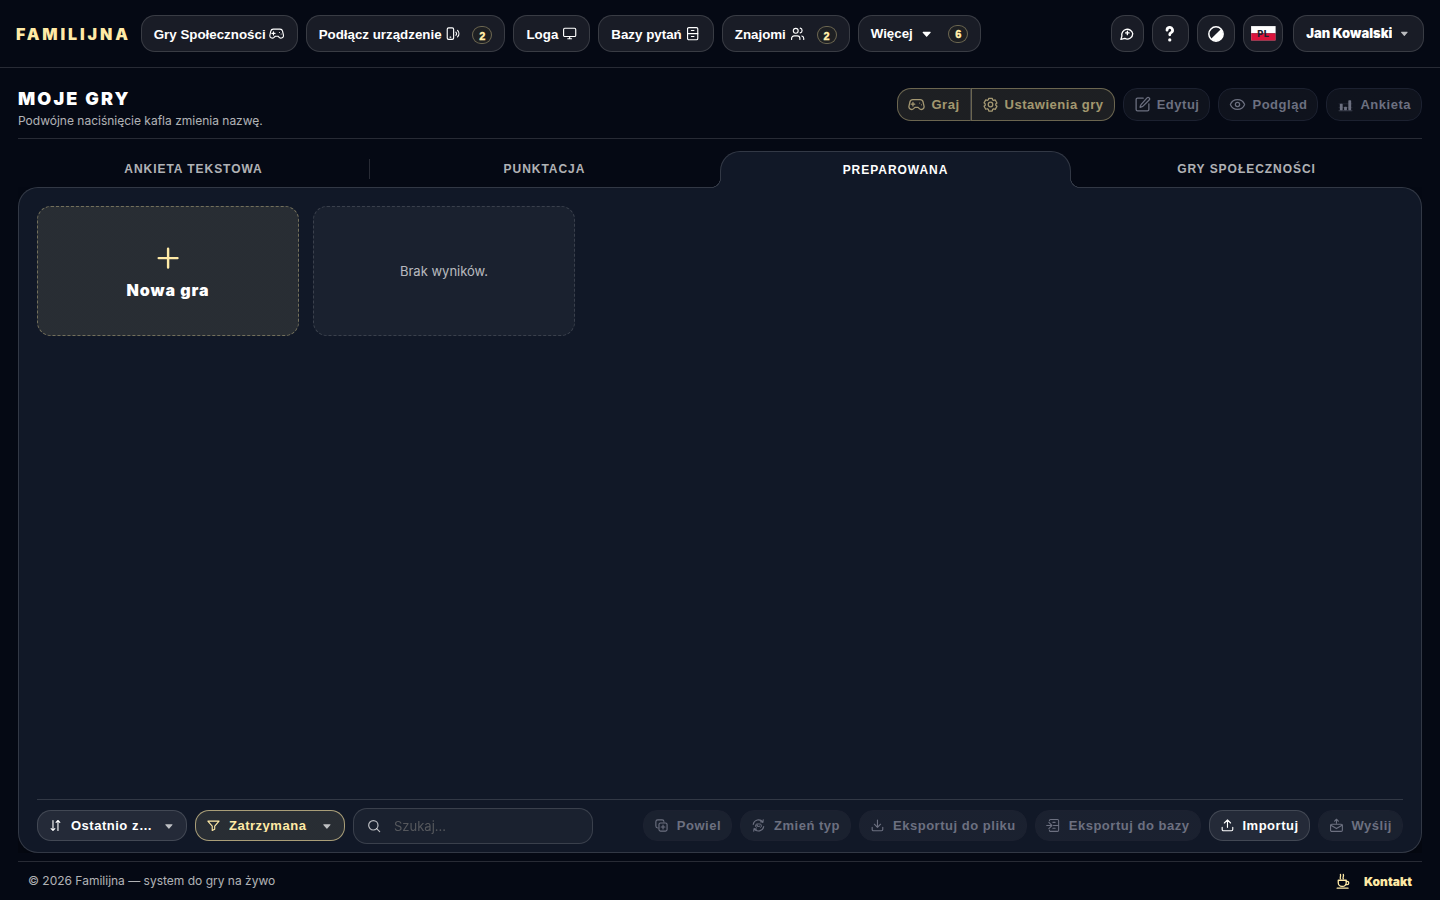 FAMILIJNA
Gry Społeczności
Podłącz urządzenie 2
Loga
Bazy pytań
Znajomi 2
Więcej 6
?
PL
Jan Kowalski
MOJE GRY
Podwójne naciśnięcie kafla zmienia nazwę.
Graj
Ustawienia gry
Edytuj
Podgląd
Ankieta
ANKIETA TEKSTOWA
PUNKTACJA
PREPAROWANA
GRY SPOŁECZNOŚCI
Nowa gra
Brak wyników.
Ostatnio z...
Zatrzymana
Szukaj...
Powiel
Zmień typ
Eksportuj do pliku
Eksportuj do bazy
Importuj
Wyślij
© 2026 Familijna — system do gry na żywo
Kontakt